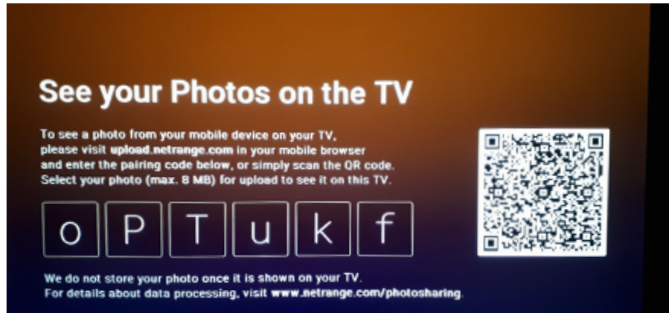 See your Photos on the TV
To see a photo from your mobile device on your TV,
please visit upload.netrange.com in your mobile browser
and enter the pairing code below, or simply scan the QR code.
Select your photo (max. 8 MB) for upload to see it on this TV.
o P T u k f
We do not store your photo once it is shown on your TV.
For details about data processing, visit www.netrange.com/photosharing.